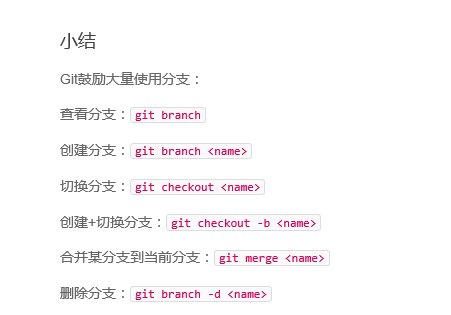 小结
Git鼓励大量使用分支：
查看分支：git branch
创建分支：git branch <name>
切换分支：git checkout <name>
创建+切换分支：git checkout -b <name>
合并某分支到当前分支：git merge <name>
删除分支：git branch -d <name>